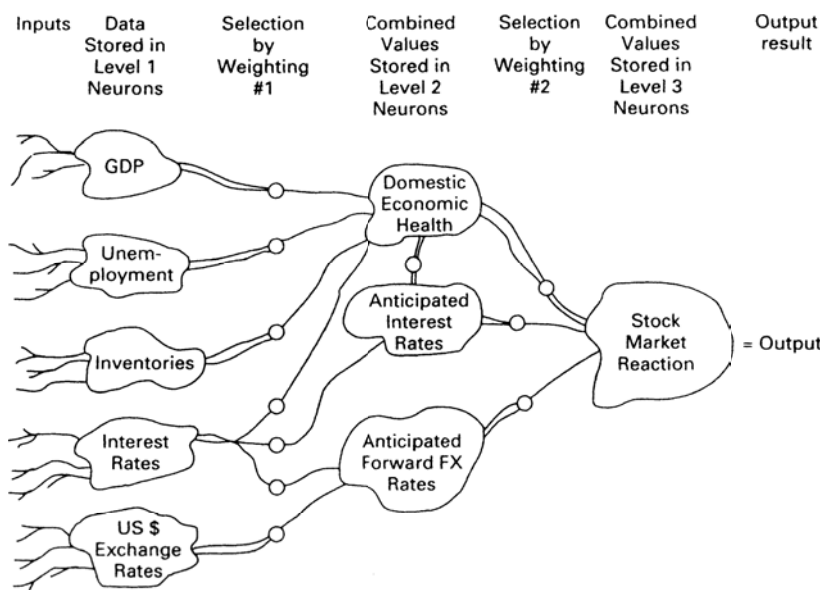 Inputs
Data
Stored in
Level 1
Neurons
Selection
by
Weighting
#1
Combined
Values
Stored in
Level 2
Neurons
Selection
by
Weighting
#2
Combined
Values
Stored in
Level 3
Neurons
Output
result
GDP
Unem-
ployment
Inventories
Interest
Rates
US $
Exchange
Rates
Domestic
Economic
Health
Anticipated
Interest
Rates
Anticipated
Forward FX
Rates
Stock
Market
Reaction
= Output